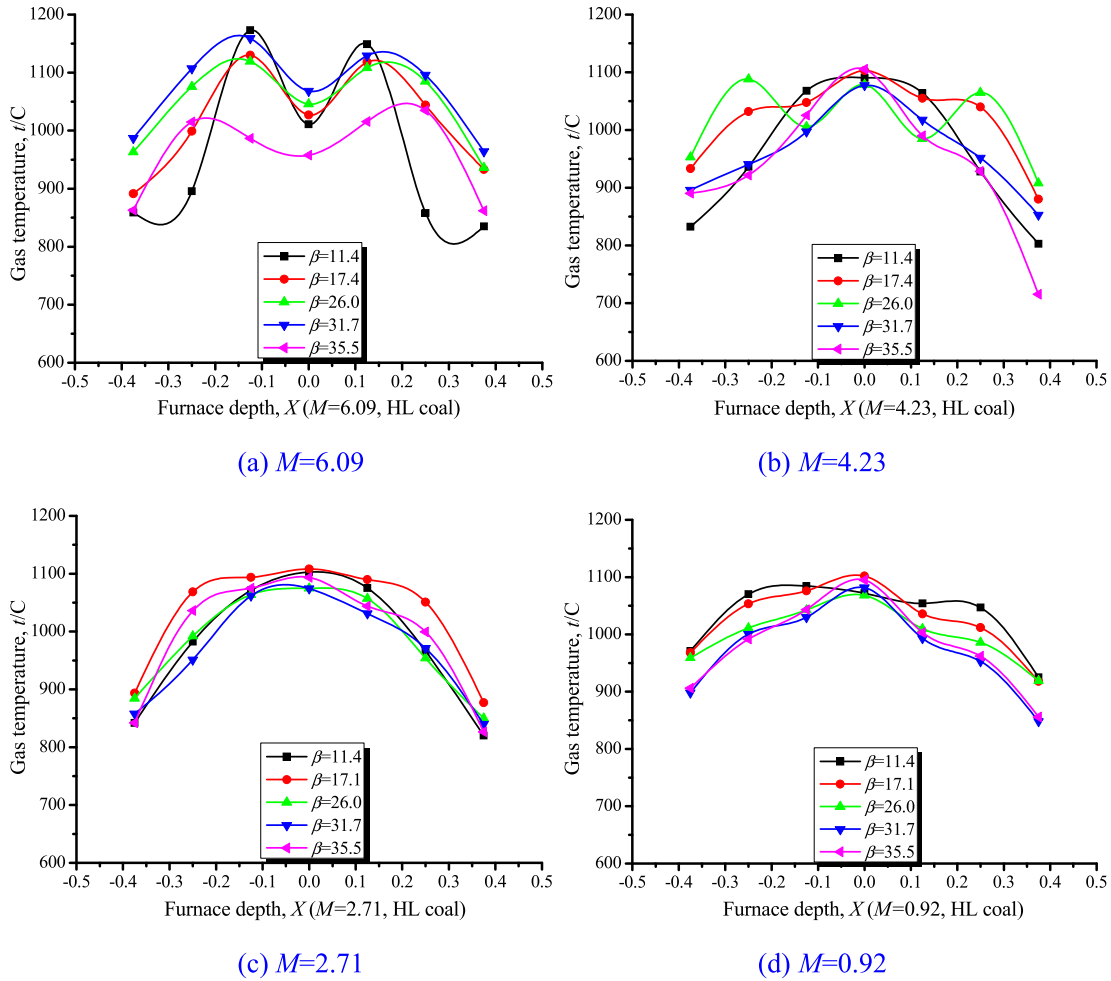 1200
1100
1000
900
800
700
600
Gas temperature, t/C
β=11.4
β=17.4
β=26.0
β=31.7
β=35.5
-0.5 -0.4 -0.3 -0.2 -0.1 0.0 0.1 0.2 0.3 0.4 0.5
Furnace depth, X (M=6.09, HL coal)
(a) M=6.09
1200
1100
1000
900
800
700
600
Gas temperature, t/C
β=11.4
β=17.4
β=26.0
β=31.7
β=35.5
-0.5 -0.4 -0.3 -0.2 -0.1 0.0 0.1 0.2 0.3 0.4 0.5
Furnace depth, X (M=4.23, HL coal)
(b) M=4.23
1200
1100
1000
900
800
700
600
Gas temperature, t/C
β=11.4
β=17.1
β=26.0
β=31.7
β=35.5
-0.5 -0.4 -0.3 -0.2 -0.1 0.0 0.1 0.2 0.3 0.4 0.5
Furnace depth, X (M=2.71, HL coal)
(c) M=2.71
1200
1100
1000
900
800
700
600
Gas temperature, t/C
β=11.4
β=17.1
β=26.0
β=31.7
β=35.5
-0.5 -0.4 -0.3 -0.2 -0.1 0.0 0.1 0.2 0.3 0.4 0.5
Furnace depth, X (M=0.92, HL coal)
(d) M=0.92